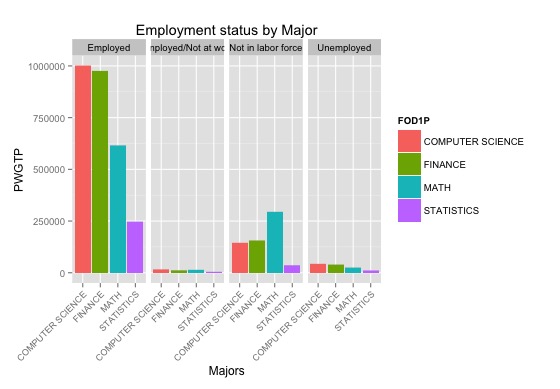 Employment status by Major
Employed
nployed/Not at wo
Not in labor force
Unemployed
1000000
750000
500000
250000
0
PWGTP
COMPUTER SCIENCE
FINANCE
MATH
STATISTICS
COMPUTER SCIENCE
FINANCE
MATH
STATISTICS
COMPUTER SCIENCE
FINANCE
MATH
STATISTICS
COMPUTER SCIENCE
FINANCE
MATH
STATISTICS
Majors
FOD1P
COMPUTER SCIENCE
FINANCE
MATH
STATISTICS